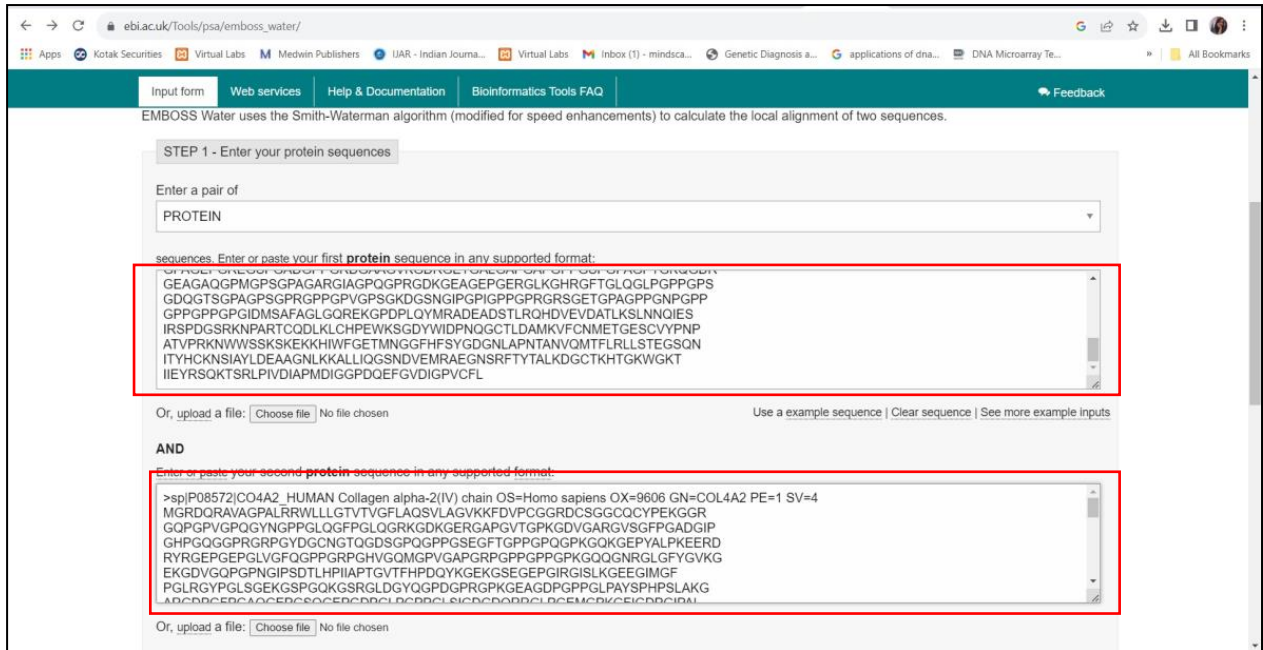 ebi.ac.uk/Tools/psa/emboss_water/
Apps Kotak Securities Virtual Labs Medwin Publishers IJAR - Indian Journa... Virtual Labs Inbox (1) - mindsca... Genetic Diagnosis a... applications of dna... DNA Microarray Te... » All Bookmarks
Input form Web services Help & Documentation Bioinformatics Tools FAQ Feedback
EMBOSS Water uses the Smith-Waterman algorithm (modified for speed enhancements) to calculate the local alignment of two sequences.
STEP 1 - Enter your protein sequences
Enter a pair of
PROTEIN
sequences. Enter or paste your first protein sequence in any supported format:
GEAGAQGPMGPSGPAGARGIAGPQGPRGDKGEAGEPGERGLKGHRGFTGLQGLPGPPGPS
GDQGTSGPAGPSGPRGPPGPVGPSGKDGSNGIPGPIGPPGPRGRSGETGPAGPPGNPGPP
GPPGPPGPGIDMSAFAGLGQREKGPDPLQYMRADEADSTLRQHDVEVDATLKSLNNQIES
IRSPDGSRKNPARTCQDLKLCHPEWKSGDYWIDPNQGCTLDAMKVFCNMETGESCVYPNP
ATVPRKNWWSSKSKEKKHIWFGETMNGGFHFSYGDGNLAPNTANVQMTFLRLLSTEGSQN
ITYHCKNSIAYLDEAAGNLKKALLIQGSNDVEMRAEGNSRFTYTALKDGCTKHTGKWGKT
IIEYRSQKTSRLPIVDIAPMDIGGPDQEFGVDIGPVCFL
Or, upload a file: Choose file No file chosen Use a example sequence | Clear sequence | See more example inputs
AND
Enter or paste your second protein sequence in any supported format:
>sp|P08572|CO4A2_HUMAN Collagen alpha-2(IV) chain OS=Homo sapiens OX=9606 GN=COL4A2 PE=1 SV=4
MGRDQRAVAGPALRRWLLLGTVTVGFLAQSVLAGVKKFDVPCGGRDCSGGCQCYPEKGGR
GQPGPVGPQGYNGPPGLQGFPGLQGRKGDKGERGAPGVTGPKGDVGARGVSGFPGADGIP
GHPGQGGPRGRPGYDGCNGTQGDSGPQGPPGSEGFTGPPGPQGPKGQKGEPYALPKEERD
RYRGEPGEPGLVGFQGPPGRPGHVGQMGPVGAPGRPGPPGPPGPKGQQGNRGLGFYGVKG
EKGDVGQPGPNGIPSDTLHPIIAPTGVTFHPDQYKGEKGSEGEPGIRGISLKGEEGIMGF
PGLRGYPGLSGEKGSPGQKGSRGLDGYQGPDGPRGPKGEAGDPGPPGLPAYSPHPSLAKG
Or, upload a file: Choose file No file chosen